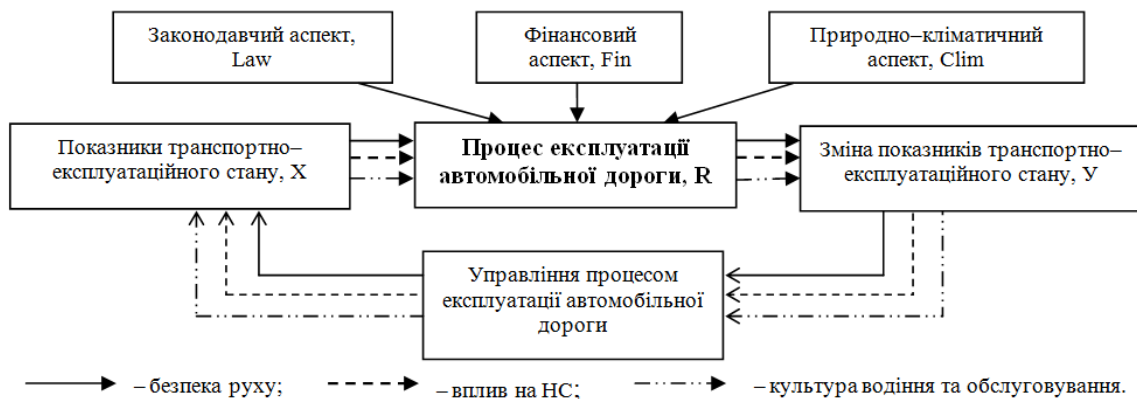 Законодавчий аспект,
Law
Фінансовий
аспект, Fin
Природно–кліматичний
аспект, Clim
Показники транспортно–
експлуатаційного стану, X
Процес експлуатації
автомобільної дороги, R
Зміна показників транспортно–
експлуатаційного стану, У
Управління процесом
експлуатації автомобільної
дороги
– безпека руху;
– вплив на НС;
– культура водіння та обслуговування.